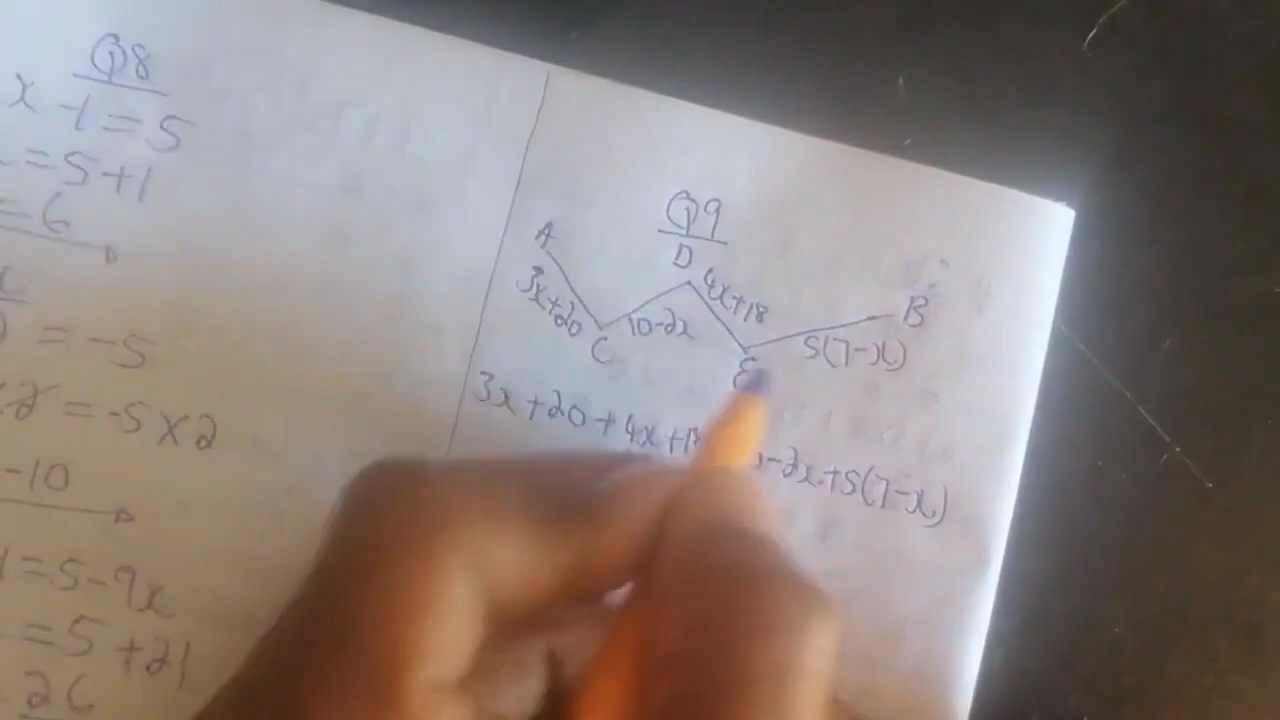 Q8
x - 1 = 5
= 5 + 1
= 6
= -5
= -5 × 2
-10
= 5 - 9x
= 5 + 21
26
Q9
A
D
B
C
E
3x+20
10-2x
4x+18
5(7-x)
3x + 20 + 4x + 18 -2x + 5(7-x)